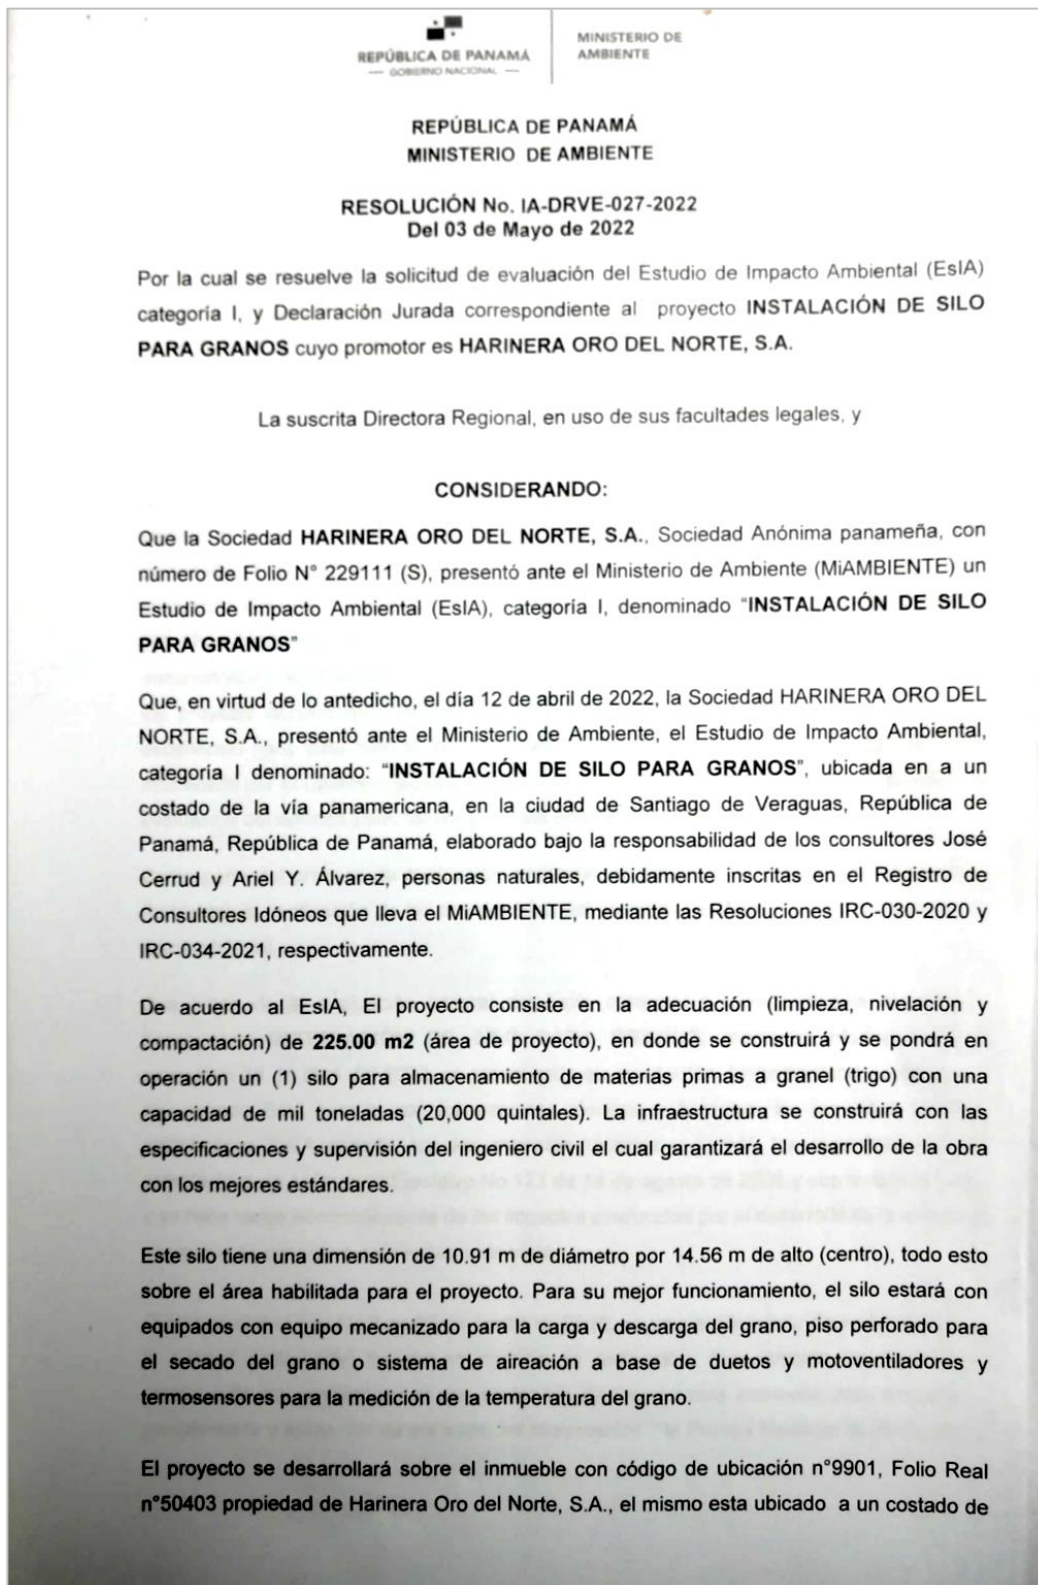 REPÚBLICA DE PANAMÁ
— GOBIERNO NACIONAL —
MINISTERIO DE
AMBIENTE
REPÚBLICA DE PANAMÁ
MINISTERIO DE AMBIENTE
RESOLUCIÓN No. IA-DRVE-027-2022
Del 03 de Mayo de 2022
Por la cual se resuelve la solicitud de evaluación del Estudio de Impacto Ambiental (EsIA)
categoría I, y Declaración Jurada correspondiente al proyecto INSTALACIÓN DE SILO
PARA GRANOS cuyo promotor es HARINERA ORO DEL NORTE, S.A.
La suscrita Directora Regional, en uso de sus facultades legales, y
CONSIDERANDO:
Que la Sociedad HARINERA ORO DEL NORTE, S.A., Sociedad Anónima panameña, con
número de Folio N° 229111 (S), presentó ante el Ministerio de Ambiente (MiAMBIENTE) un
Estudio de Impacto Ambiental (EsIA), categoría I, denominado “INSTALACIÓN DE SILO
PARA GRANOS”
Que, en virtud de lo antedicho, el día 12 de abril de 2022, la Sociedad HARINERA ORO DEL
NORTE, S.A., presentó ante el Ministerio de Ambiente, el Estudio de Impacto Ambiental,
categoría I denominado: “INSTALACIÓN DE SILO PARA GRANOS”, ubicada en a un
costado de la vía panamericana, en la ciudad de Santiago de Veraguas, República de
Panamá, República de Panamá, elaborado bajo la responsabilidad de los consultores José
Cerrud y Ariel Y. Álvarez, personas naturales, debidamente inscritas en el Registro de
Consultores Idóneos que lleva el MiAMBIENTE, mediante las Resoluciones IRC-030-2020 y
IRC-034-2021, respectivamente.
De acuerdo al EsIA, El proyecto consiste en la adecuación (limpieza, nivelación y
compactación) de 225.00 m2 (área de proyecto), en donde se construirá y se pondrá en
operación un (1) silo para almacenamiento de materias primas a granel (trigo) con una
capacidad de mil toneladas (20,000 quintales). La infraestructura se construirá con las
especificaciones y supervisión del ingeniero civil el cual garantizará el desarrollo de la obra
con los mejores estándares.
Este silo tiene una dimensión de 10.91 m de diámetro por 14.56 m de alto (centro), todo esto
sobre el área habilitada para el proyecto. Para su mejor funcionamiento, el silo estará con
equipados con equipo mecanizado para la carga y descarga del grano, piso perforado para
el secado del grano o sistema de aireación a base de duetos y motoventiladores y
termosensores para la medición de la temperatura del grano.
El proyecto se desarrollará sobre el inmueble con código de ubicación n°9901, Folio Real
n°50403 propiedad de Harinera Oro del Norte, S.A., el mismo esta ubicado a un costado de